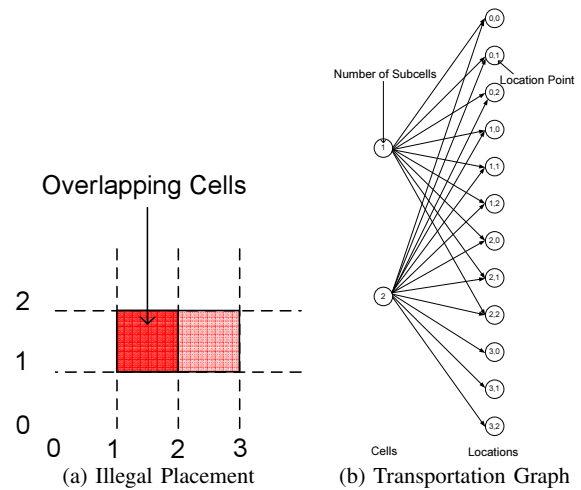 Overlapping Cells
2
1
0
0 1 2 3
(a) Illegal Placement
Number of Subcells
Location Point
1
2
0,0
0,1
0,2
1,0
1,1
1,2
2,0
2,1
2,2
3,0
3,1
3,2
Cells Locations
(b) Transportation Graph